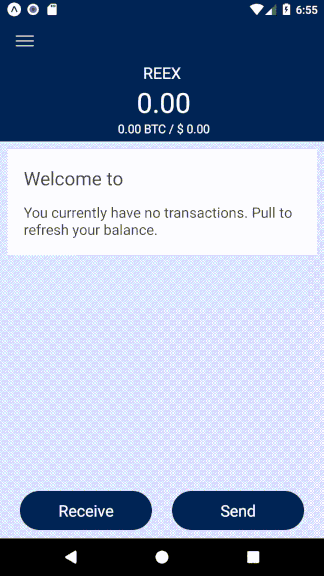 6:55
REEX
0.00
0.00 BTC / $ 0.00
Welcome to
You currently have no transactions. Pull to
refresh your balance.
Receive
Send